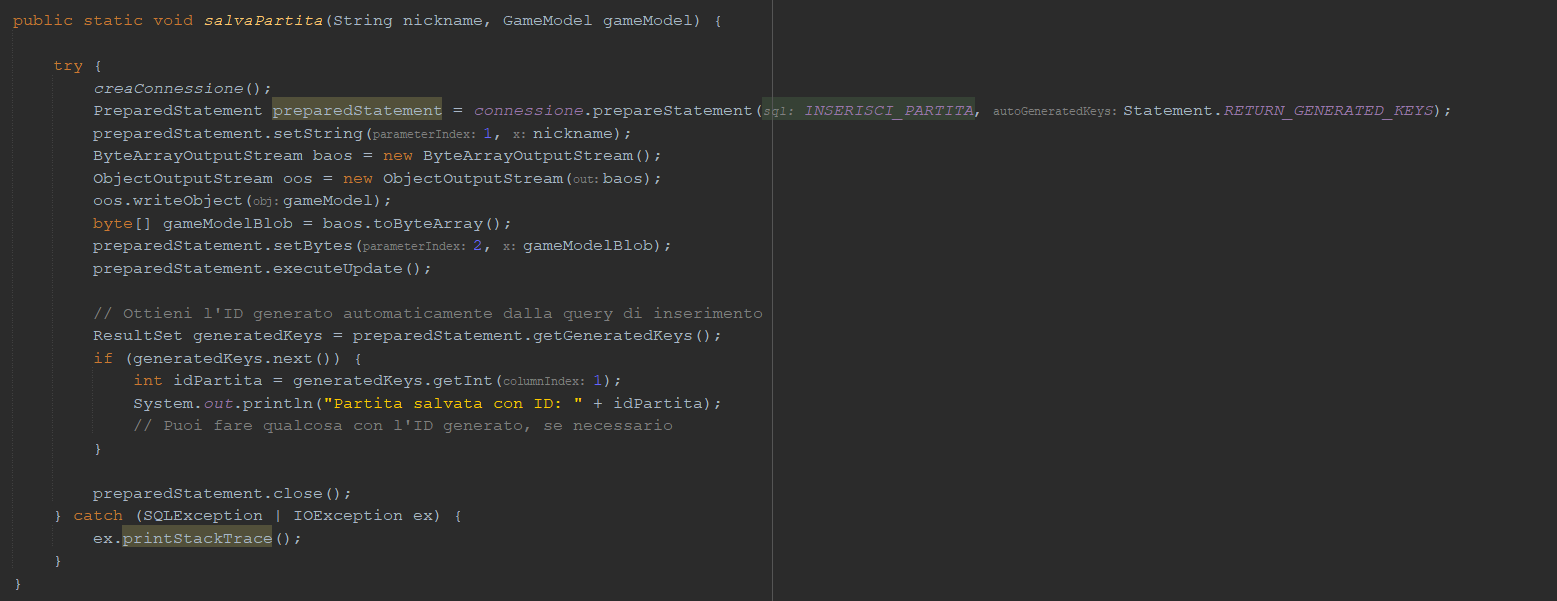 public static void salvaPartita(String nickname, GameModel gameModel) {
try {
creaConnessione();
PreparedStatement preparedStatement = connessione.prepareStatement(sql: INSERISCI_PARTITA, autoGeneratedKeys: Statement.RETURN_GENERATED_KEYS);
preparedStatement.setString(parameterIndex: 1, x: nickname);
ByteArrayOutputStream baos = new ByteArrayOutputStream();
ObjectOutputStream oos = new ObjectOutputStream(out: baos);
oos.writeObject(obj: gameModel);
byte[] gameModelBlob = baos.toByteArray();
preparedStatement.setBytes(parameterIndex: 2, x: gameModelBlob);
preparedStatement.executeUpdate();
// Ottieni l'ID generato automaticamente dalla query di inserimento
ResultSet generatedKeys = preparedStatement.getGeneratedKeys();
if (generatedKeys.next()) {
int idPartita = generatedKeys.getInt(columnIndex: 1);
System.out.println("Partita salvata con ID: " + idPartita);
// Puoi fare qualcosa con l'ID generato, se necessario
}
preparedStatement.close();
} catch (SQLException | IOException ex) {
ex.printStackTrace();
}
}